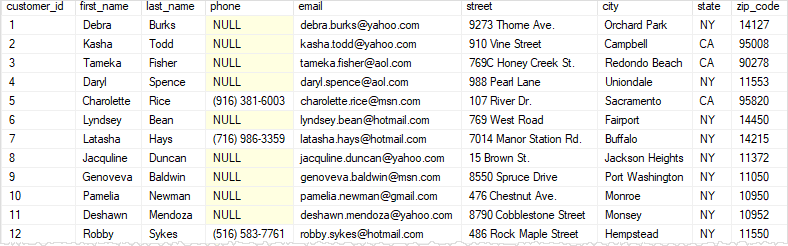 customer_id first_name last_name phone email street city state zip_code
1 Debra Burks NULL debra.burks@yahoo.com 9273 Thome Ave. Orchard Park NY 14127
2 Kasha Todd NULL kasha.todd@yahoo.com 910 Vine Street Campbell CA 95008
3 Tameka Fisher NULL tameka.fisher@aol.com 769C Honey Creek St. Redondo Beach CA 90278
4 Daryl Spence NULL daryl.spence@aol.com 988 Pearl Lane Uniondale NY 11553
5 Charolette Rice (916) 381-6003 charolette.rice@msn.com 107 River Dr. Sacramento CA 95820
6 Lyndsey Bean NULL lyndsey.bean@hotmail.com 769 West Road Fairport NY 14450
7 Latasha Hays (716) 986-3359 latasha.hays@hotmail.com 7014 Manor Station Rd. Buffalo NY 14215
8 Jacquline Duncan NULL jacquline.duncan@yahoo.com 15 Brown St. Jackson Heights NY 11372
9 Genoveva Baldwin NULL genoveva.baldwin@msn.com 8550 Spruce Drive Port Washington NY 11050
10 Pamelia Newman NULL pamelia.newman@gmail.com 476 Chestnut Ave. Monroe NY 10950
11 Deshawn Mendoza NULL deshawn.mendoza@yahoo.com 8790 Cobblestone Street Monsey NY 10952
12 Robby Sykes (516) 583-7761 robby.sykes@hotmail.com 486 Rock Maple Street Hempstead NY 11550